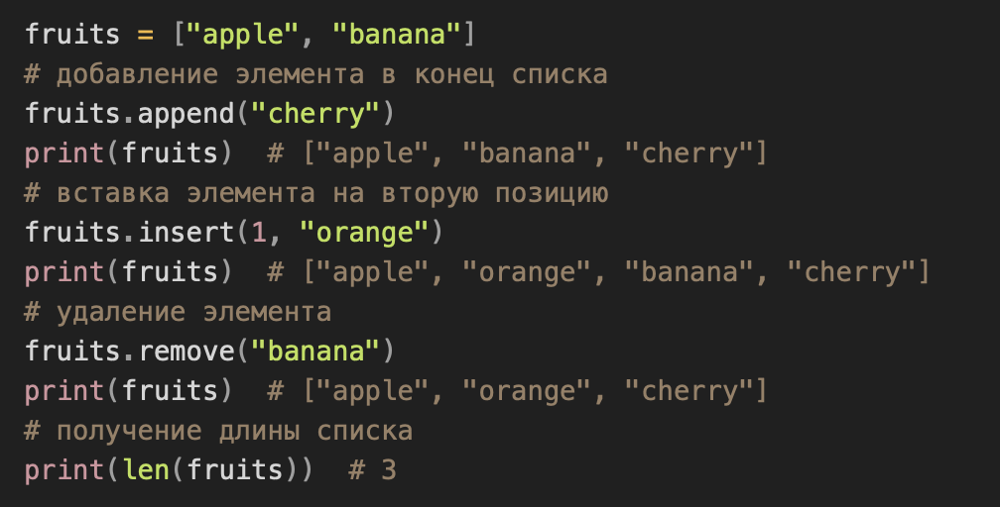 fruits = ["apple", "banana"]
# добавление элемента в конец списка
fruits.append("cherry")
print(fruits)  # ["apple", "banana", "cherry"]
# вставка элемента на вторую позицию
fruits.insert(1, "orange")
print(fruits)  # ["apple", "orange", "banana", "cherry"]
# удаление элемента
fruits.remove("banana")
print(fruits)  # ["apple", "orange", "cherry"]
# получение длины списка
print(len(fruits))  # 3